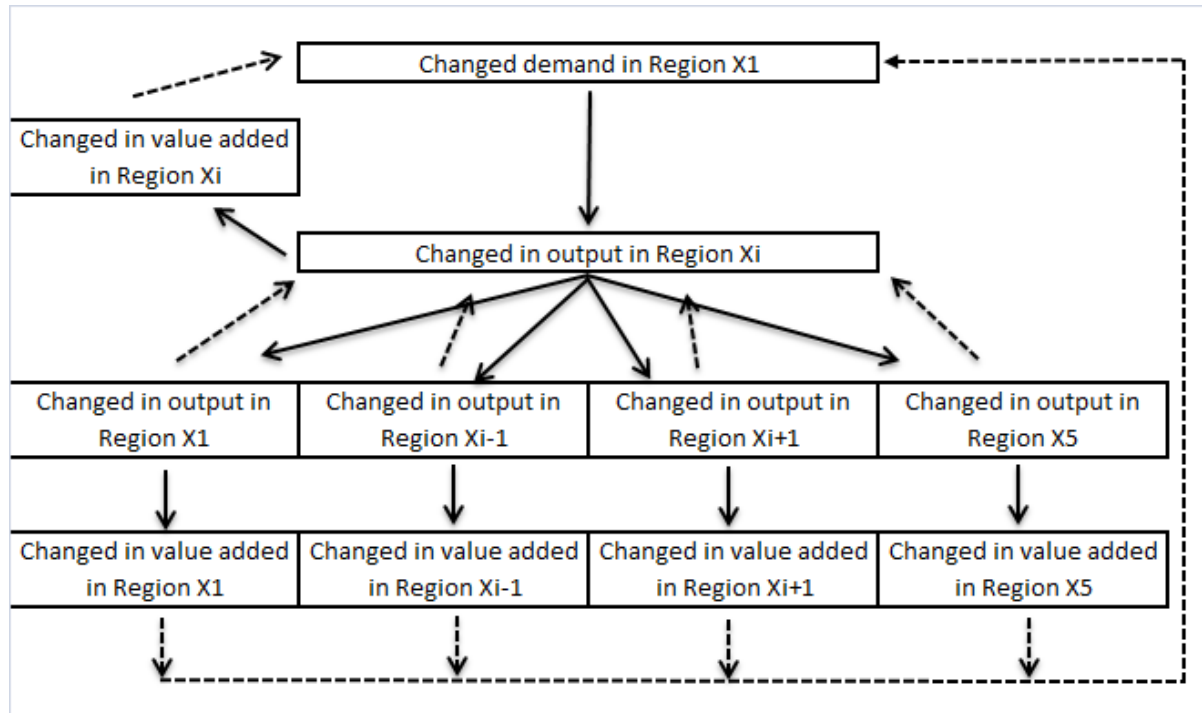 Changed demand in Region X1
Changed in value added
in Region Xi
Changed in output in Region Xi
Changed in output in
Region X1
Changed in output in
Region Xi-1
Changed in output in
Region Xi+1
Changed in output in
Region X5
Changed in value added
in Region X1
Changed in value added
in Region Xi-1
Changed in value added
in Region Xi+1
Changed in value added
in Region X5